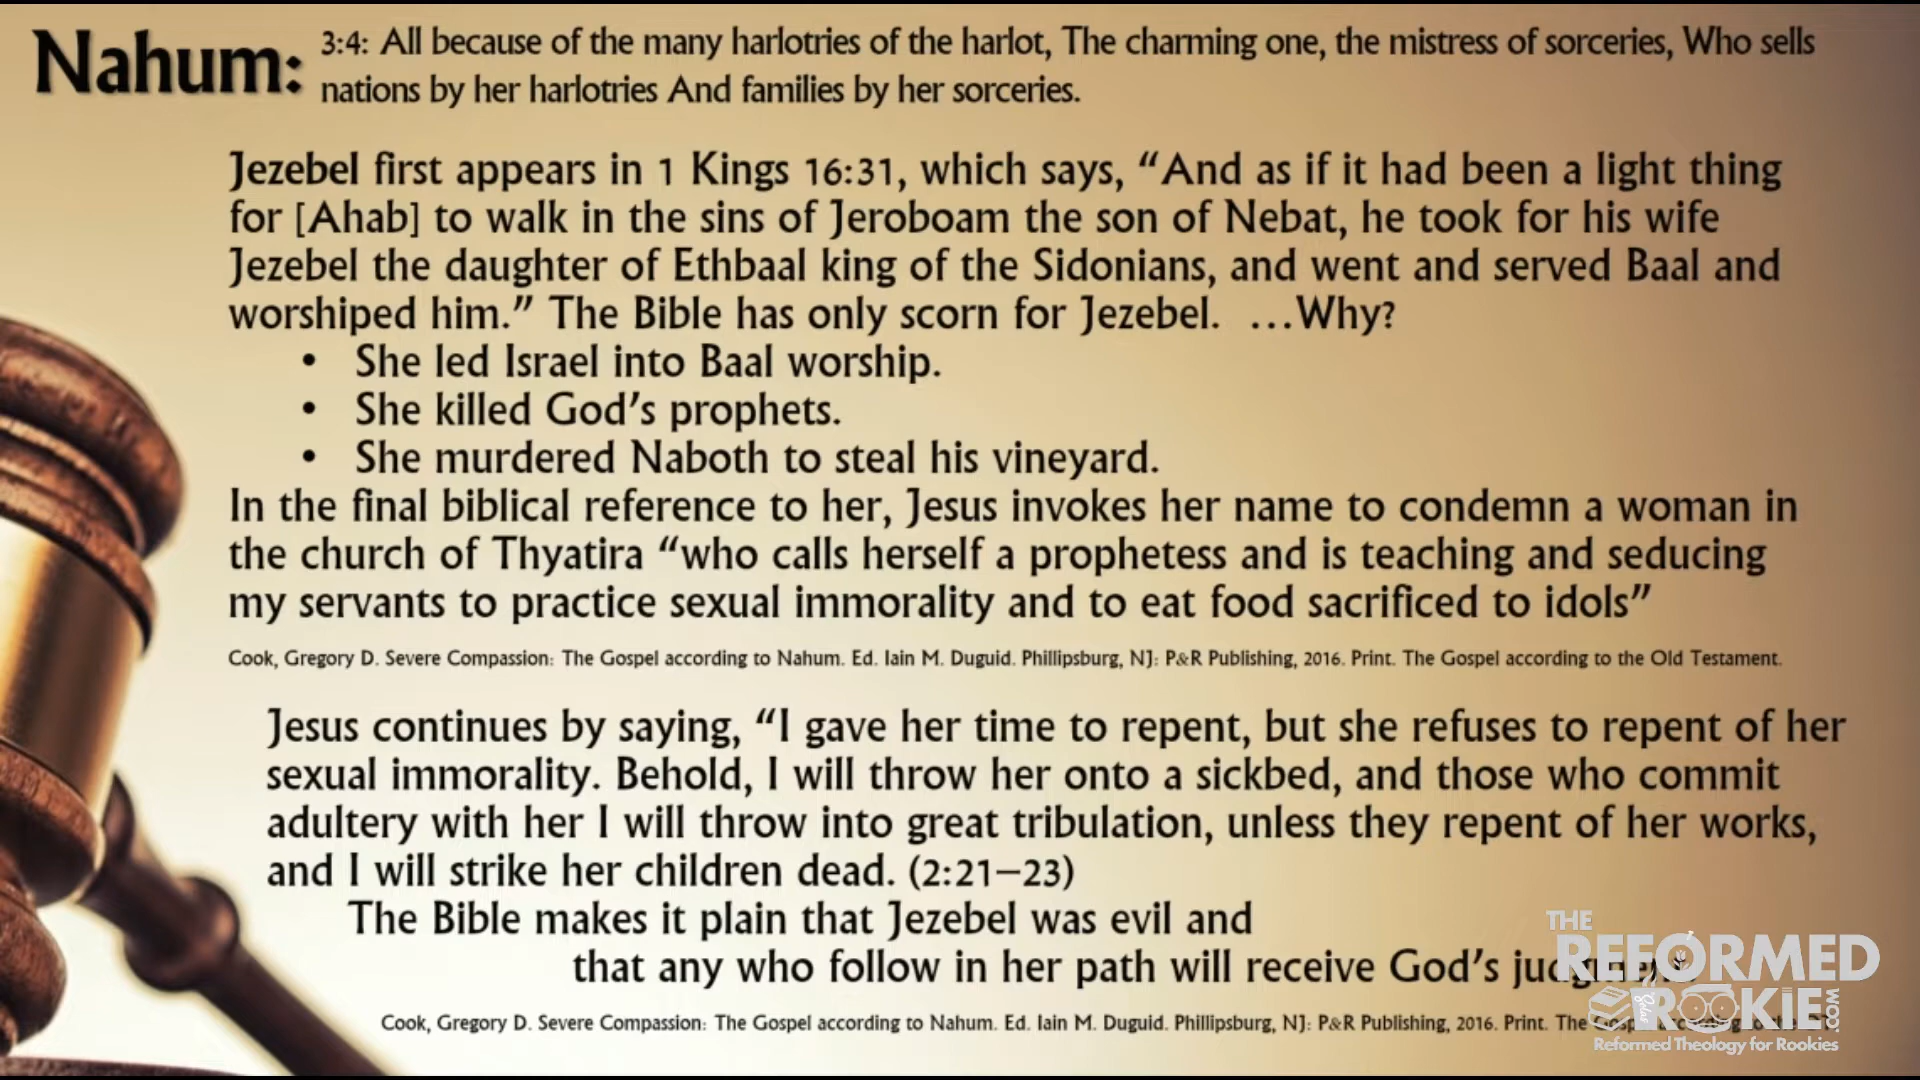 Nahum:
3:4: All because of the many harlotries of the harlot, The charming one, the mistress of sorceries, Who sells
nations by her harlotries And families by her sorceries.
Jezebel first appears in 1 Kings 16:31, which says, “And as if it had been a light thing
for [Ahab] to walk in the sins of Jeroboam the son of Nebat, he took for his wife
Jezebel the daughter of Ethbaal king of the Sidonians, and went and served Baal and
worshiped him.” The Bible has only scorn for Jezebel. …Why?
• She led Israel into Baal worship.
• She killed God’s prophets.
• She murdered Naboth to steal his vineyard.
In the final biblical reference to her, Jesus invokes her name to condemn a woman in
the church of Thyatira “who calls herself a prophetess and is teaching and seducing
my servants to practice sexual immorality and to eat food sacrificed to idols”
Cook, Gregory D. Severe Compassion: The Gospel according to Nahum. Ed. Iain M. Duguid. Phillipsburg, NJ: P&R Publishing, 2016. Print. The Gospel according to the Old Testament.
Jesus continues by saying, “I gave her time to repent, but she refuses to repent of her
sexual immorality. Behold, I will throw her onto a sickbed, and those who commit
adultery with her I will throw into great tribulation, unless they repent of her works,
and I will strike her children dead. (2:21–23)
The Bible makes it plain that Jezebel was evil and
that any who follow in her path will receive God’s
Cook, Gregory D. Severe Compassion: The Gospel according to Nahum. Ed. Iain M. Duguid. Phillipsburg, NJ: P&R Publishing, 2016. Print. The
THE
REFORMED
ROOKIE
.COM
Reformed Theology for Rookies